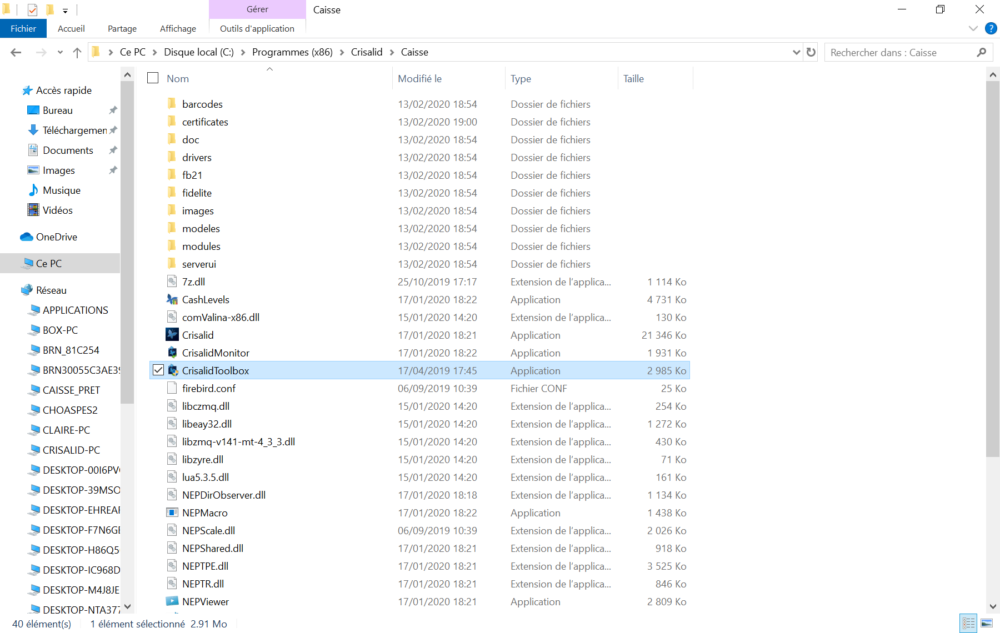 Gérer
Caisse
Fichier
Accueil
Partage
Affichage
Outils d'application
?
Ce PC > Disque local (C:) > Programmes (x86) > Crisalid > Caisse
Rechercher dans : Caisse
Accès rapide
Bureau
Téléchargemen
Documents
Images
Musique
Vidéos
OneDrive
Ce PC
Réseau
APPLICATIONS
BOX-PC
BRN_81C254
BRN30055C3AE39
CAISSE_PRET
CHOASPES2
CLAIRE-PC
CRISALID-PC
DESKTOP-00I6PV
DESKTOP-39MSO
DESKTOP-EHREAF
DESKTOP-F7N6G
DESKTOP-H86Q5
DESKTOP-IC968D
DESKTOP-M4J8JE
DESKTOP-NTA377
Nom Modifié le Type Taille
barcodes 13/02/2020 18:54 Dossier de fichiers
certificates 13/02/2020 19:00 Dossier de fichiers
doc 13/02/2020 18:54 Dossier de fichiers
drivers 13/02/2020 18:54 Dossier de fichiers
fb21 13/02/2020 18:54 Dossier de fichiers
fidelite 13/02/2020 18:54 Dossier de fichiers
images 13/02/2020 18:54 Dossier de fichiers
modeles 13/02/2020 18:54 Dossier de fichiers
modules 13/02/2020 18:54 Dossier de fichiers
serverui 13/02/2020 18:54 Dossier de fichiers
7z.dll 25/10/2019 17:17 Extension de l'applica... 1 114 Ko
CashLevels 17/01/2020 18:22 Application 4 731 Ko
comValina-x86.dll 15/01/2020 14:20 Extension de l'applica... 130 Ko
Crisalid 17/01/2020 18:21 Application 21 346 Ko
CrisalidMonitor 17/01/2020 18:22 Application 1 931 Ko
CrisalidToolbox 17/04/2019 17:45 Application 2 985 Ko
firebird.conf 06/09/2019 10:39 Fichier CONF 25 Ko
libczmq.dll 15/01/2020 14:20 Extension de l'applica... 254 Ko
libeay32.dll 15/01/2020 14:20 Extension de l'applica... 1 272 Ko
libzmq-v141-mt-4_3_3.dll 15/01/2020 14:20 Extension de l'applica... 430 Ko
libzyre.dll 15/01/2020 14:20 Extension de l'applica... 71 Ko
lua5.3.5.dll 15/01/2020 14:20 Extension de l'applica... 161 Ko
NEPDirObserver.dll 17/01/2020 18:18 Extension de l'applica... 1 134 Ko
NEPMacro 17/01/2020 18:22 Application 1 438 Ko
NEPScale.dll 06/09/2019 10:39 Extension de l'applica... 2 026 Ko
NEPShared.dll 17/01/2020 18:21 Extension de l'applica... 918 Ko
NEPTPE.dll 17/01/2020 18:21 Extension de l'applica... 3 525 Ko
NEPTR.dll 17/01/2020 18:21 Extension de l'applica... 846 Ko
NEPViewer 17/01/2020 18:21 Application 2 809 Ko
40 élément(s) 1 élément sélectionné 2.91 Mo